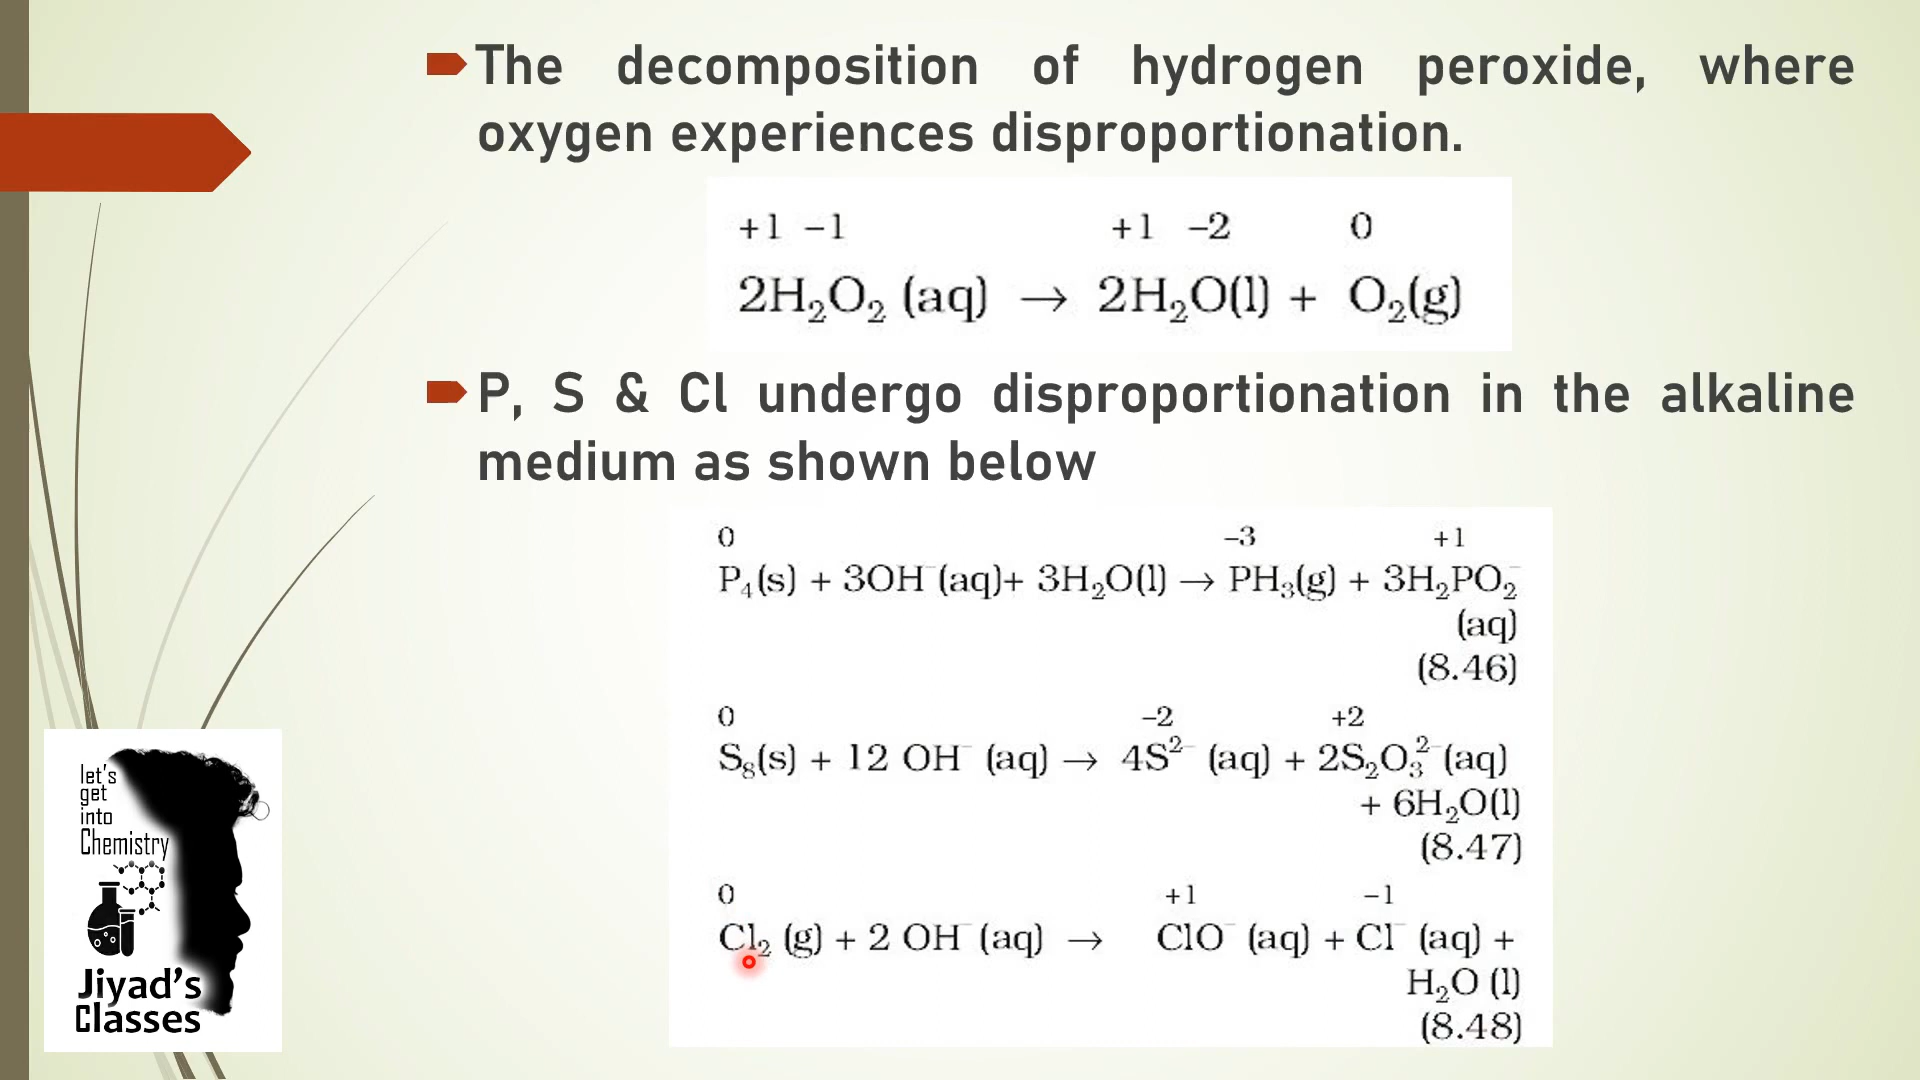 The decomposition of hydrogen peroxide, where
oxygen experiences disproportionation.
+1 –1 +1 –2 0
2H₂O₂ (aq) → 2H₂O(l) + O₂(g)
P, S & Cl undergo disproportionation in the alkaline
medium as shown below
0 –3 +1
P₄(s) + 3OH⁻(aq)+ 3H₂O(l) → PH₃(g) + 3H₂PO₂⁻
(aq)
(8.46)
0 –2 +2
S₈(s) + 12 OH⁻ (aq) → 4S²⁻ (aq) + 2S₂O₃²⁻(aq)
+ 6H₂O(l)
(8.47)
0 +1 –1
Cl₂ (g) + 2 OH⁻ (aq) → ClO⁻ (aq) + Cl⁻ (aq) +
H₂O (l)
(8.48)
let's
get
into
Chemistry
Jiyad's
Classes